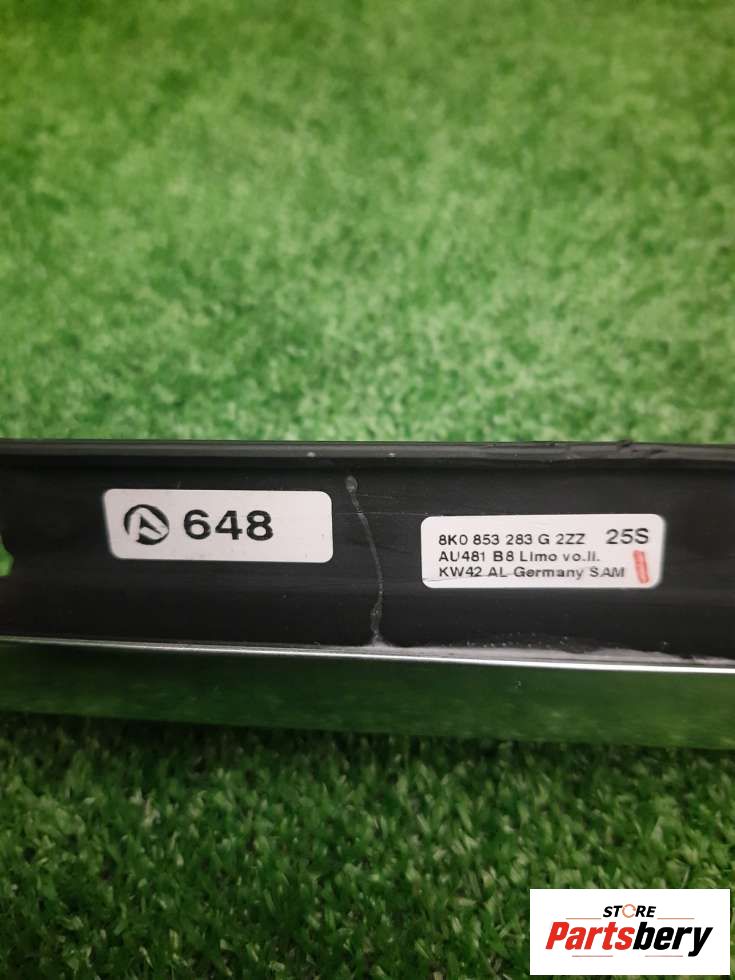 648
8K0 853 283 G 2ZZ 25S
AU481 B8 Limo vo.li.
KW42 AL Germany SAM
STORE
Partsbery